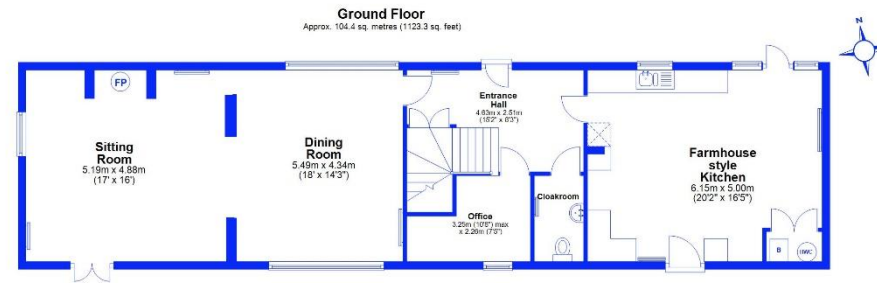 Ground Floor
Approx. 104.4 sq. metres (1123.3 sq. feet)
N
FP
Entrance
Hall
4.63m x 2.51m
(15'2" x 8'3")
Sitting
Room
5.19m x 4.88m
(17' x 16')
Dining
Room
5.49m x 4.34m
(18' x 14'3")
Farmhouse
style
Kitchen
6.15m x 5.00m
(20'2" x 16'5")
Cloakroom
Office
3.25m (10'8") max
x 2.26m (7'5")
B
HWC